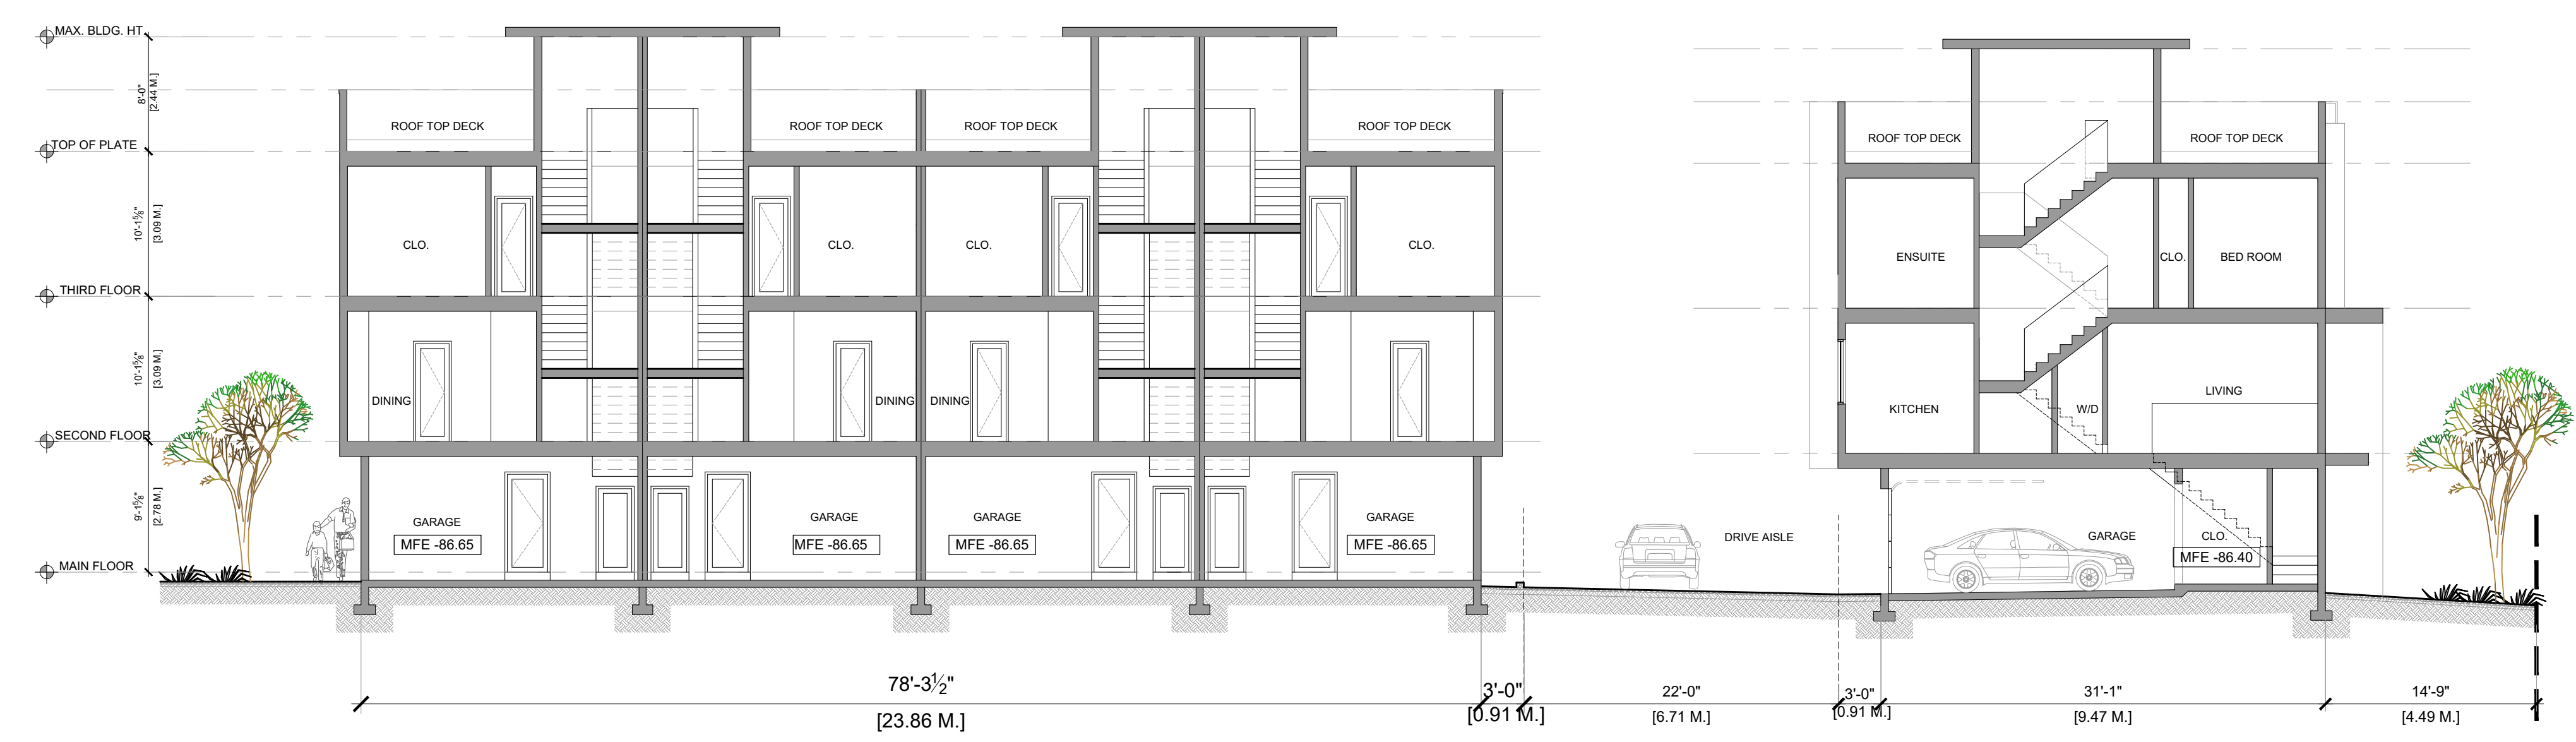 MAX. BLDG. HT.
8'-0"
[2.44 M.]
TOP OF PLATE
10'-1⅝"
[3.09 M.]
THIRD FLOOR
10'-1⅝"
[3.09 M.]
SECOND FLOOR
9'-1⅝"
[2.78 M.]
MAIN FLOOR
ROOF TOP DECK
ROOF TOP DECK
ROOF TOP DECK
ROOF TOP DECK
CLO.
CLO.
CLO.
CLO.
DINING
DINING
DINING
GARAGE
MFE -86.65
GARAGE
MFE -86.65
GARAGE
MFE -86.65
GARAGE
MFE -86.65
DRIVE AISLE
ROOF TOP DECK
ROOF TOP DECK
ENSUITE
CLO.
BED ROOM
KITCHEN
W/D
LIVING
GARAGE
CLO.
MFE -86.40
78'-3½"
[23.86 M.]
3'-0"
[0.91 M.]
22'-0"
[6.71 M.]
3'-0"
[0.91 M.]
31'-1"
[9.47 M.]
14'-9"
[4.49 M.]